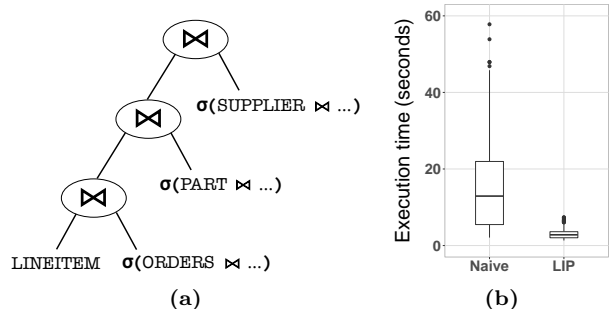 ⋈
σ(SUPPLIER ⋈ ...)
⋈
σ(PART ⋈ ...)
⋈
LINEITEM σ(ORDERS ⋈ ...)
(a)
Execution time (seconds)
60
40
20
0
Naive LIP
(b)